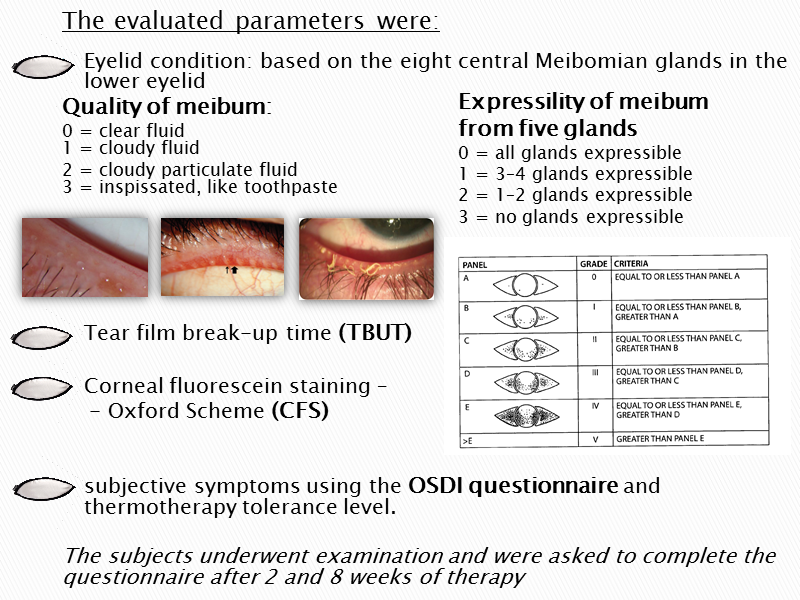 The evaluated parameters were:
Eyelid condition: based on the eight central Meibomian glands in the
lower eyelid
Quality of meibum:
0 = clear fluid
1 = cloudy fluid
2 = cloudy particulate fluid
3 = inspissated, like toothpaste
Expressility of meibum
from five glands
0 = all glands expressible
1 = 3-4 glands expressible
2 = 1-2 glands expressible
3 = no glands expressible
PANEL GRADE CRITERIA
A 0 EQUAL TO OR LESS THAN PANEL A
B I EQUAL TO OR LESS THAN PANEL B,
GREATER THAN A
C II EQUAL TO OR LESS THAN PANEL C,
GREATER THAN B
D III EQUAL TO OR LESS THAN PANEL D,
GREATER THAN C
E IV EQUAL TO OR LESS THAN PANEL E,
GREATER THAN D
>E V GREATER THAN PANEL E
Tear film break-up time (TBUT)
Corneal fluorescein staining –
– Oxford Scheme (CFS)
subjective symptoms using the OSDI questionnaire and
thermotherapy tolerance level.
The subjects underwent examination and were asked to complete the
questionnaire after 2 and 8 weeks of therapy